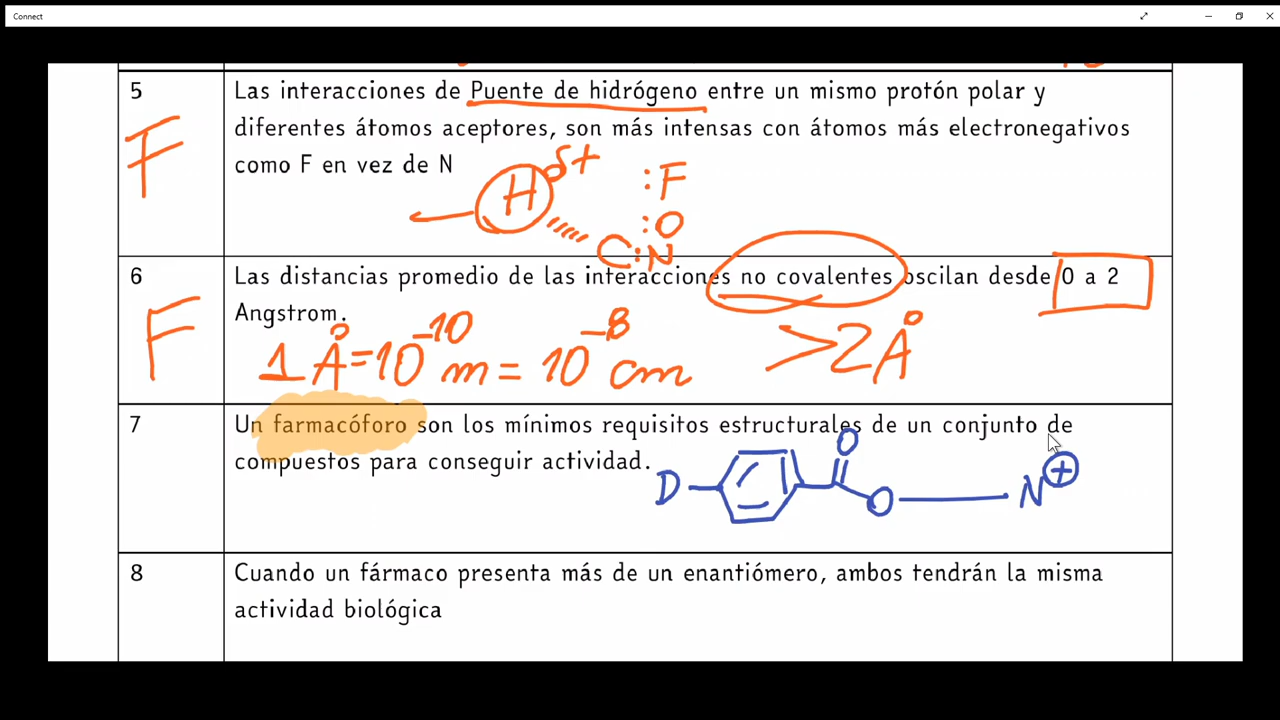 Connect
5
Las interacciones de Puente de hidrógeno entre un mismo protón polar y
diferentes átomos aceptores, son más intensas con átomos más electronegativos
como F en vez de N
F
H δ+
:F
:O
C:N
6
Las distancias promedio de las interacciones no covalentes oscilan desde 0 a 2
Angstrom.
F
1 Å=10⁻¹⁰ m = 10⁻⁸ cm >2Å
7
Un farmacóforo son los mínimos requisitos estructurales de un conjunto de
compuestos para conseguir actividad.
D O O N +
8
Cuando un fármaco presenta más de un enantiómero, ambos tendrán la misma
actividad biológica